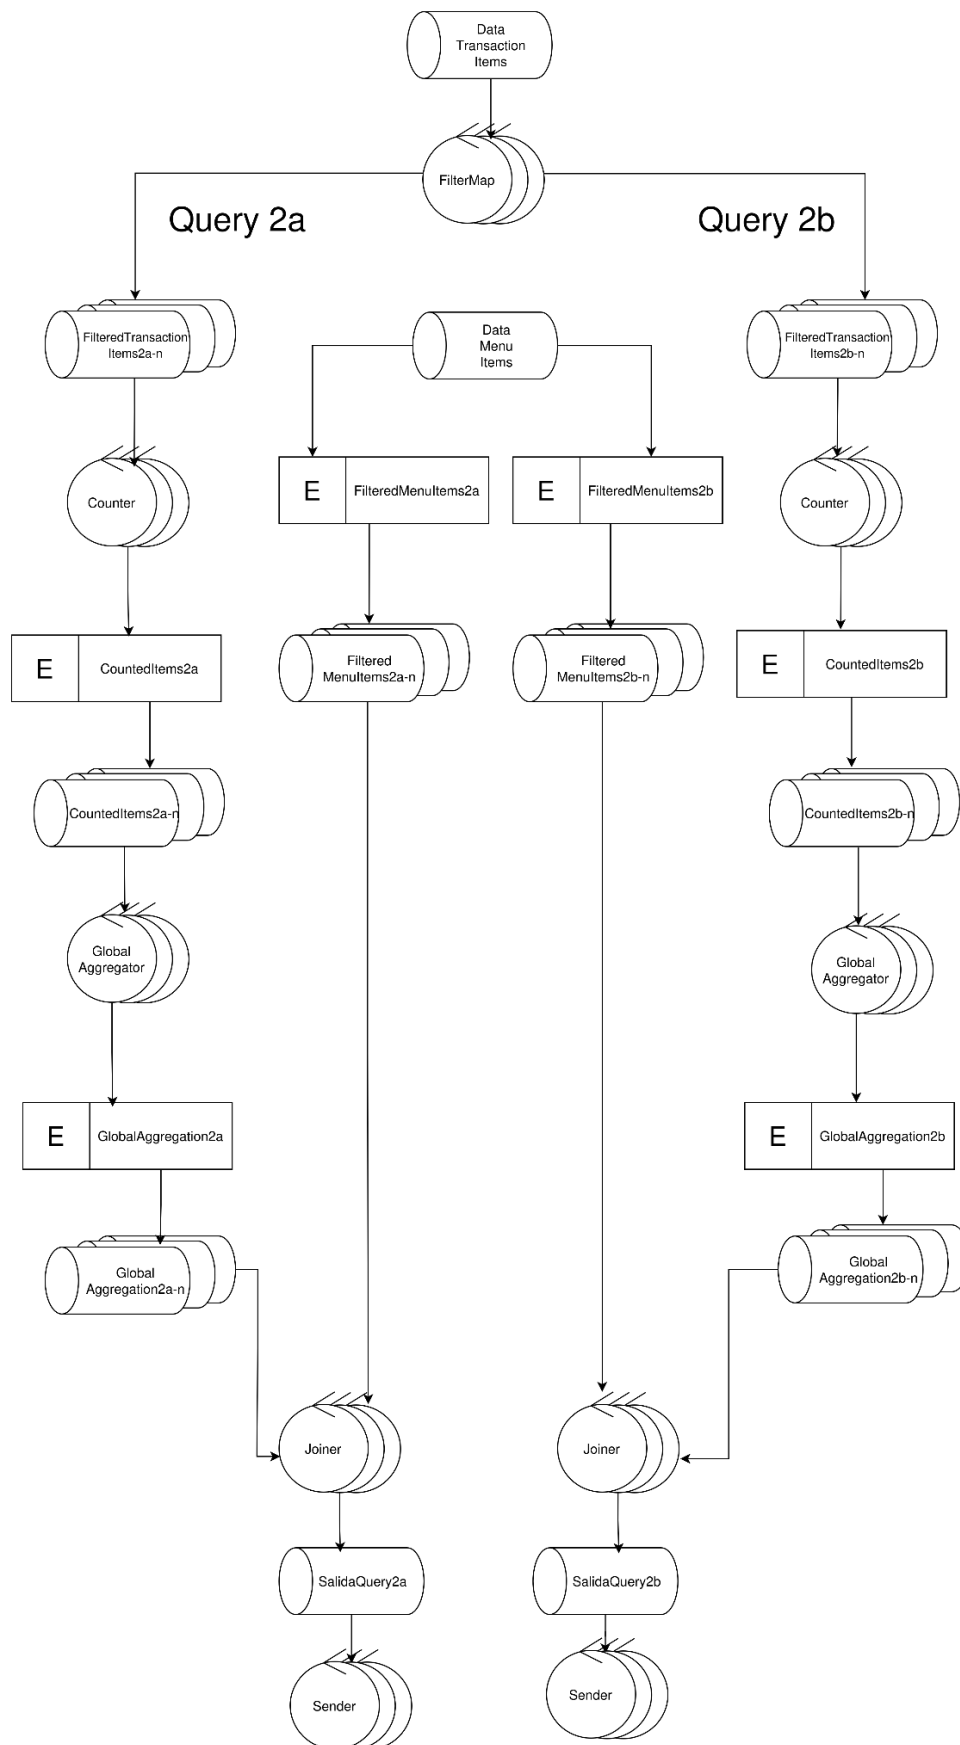 Data
Transaction
Items
FilterMap
Query 2a
Query 2b
FilteredTransaction
Items2a-n
Data
Menu
Items
FilteredTransaction
Items2b-n
Counter
E
FilteredMenuItems2a
E
FilteredMenuItems2b
Counter
E
CountedItems2a
Filtered
MenuItems2a-n
Filtered
MenuItems2b-n
E
CountedItems2b
CountedItems2a-n
CountedItems2b-n
Global
Aggregator
Global
Aggregator
E
GlobalAggregation2a
E
GlobalAggregation2b
Global
Aggregation2a-n
Global
Aggregation2b-n
Joiner
Joiner
SalidaQuery2a
SalidaQuery2b
Sender
Sender